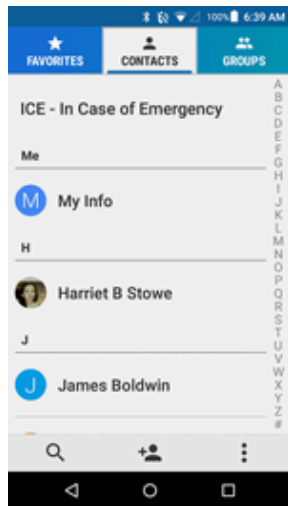 100% 6:39 AM
FAVORITES CONTACTS GROUPS
ICE - In Case of Emergency
Me
M My Info
H
Harriet B Stowe
J
J James Boldwin
A
B
C
D
E
F
G
H
I
J
K
L
M
N
O
P
Q
R
S
T
U
V
W
X
Y
Z
#